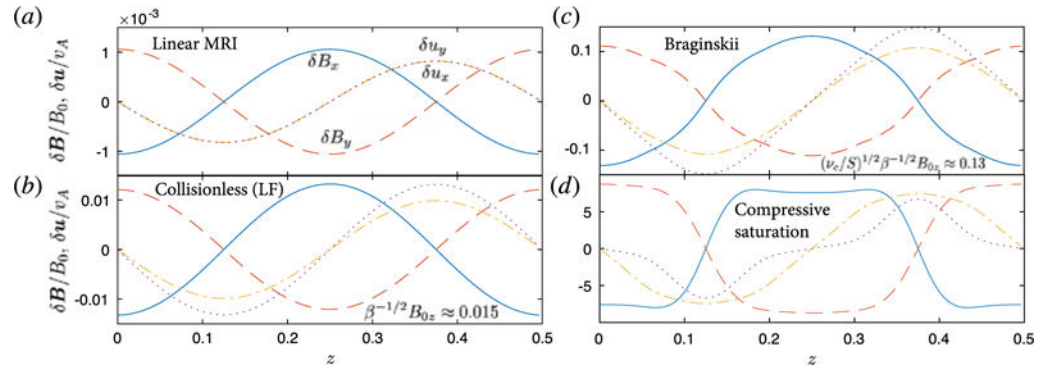 (a)
×10⁻³
Linear MRI
δB_x
δu_y
δu_x
δB_y
1
0
-1
δB/B₀, δu/v_A
(b)
Collisionless (LF)
β^{-1/2}B_{0z} ≈ 0.015
0.01
0
-0.01
δB/B₀, δu/v_A
0 0.1 0.2 0.3 0.4 0.5
z
(c)
Braginskii
(ν_c/S)^{1/2}β^{-1/2}B_{0z} ≈ 0.13
0.1
0
-0.1
(d)
Compressive
saturation
5
0
-5
0 0.1 0.2 0.3 0.4 0.5
z